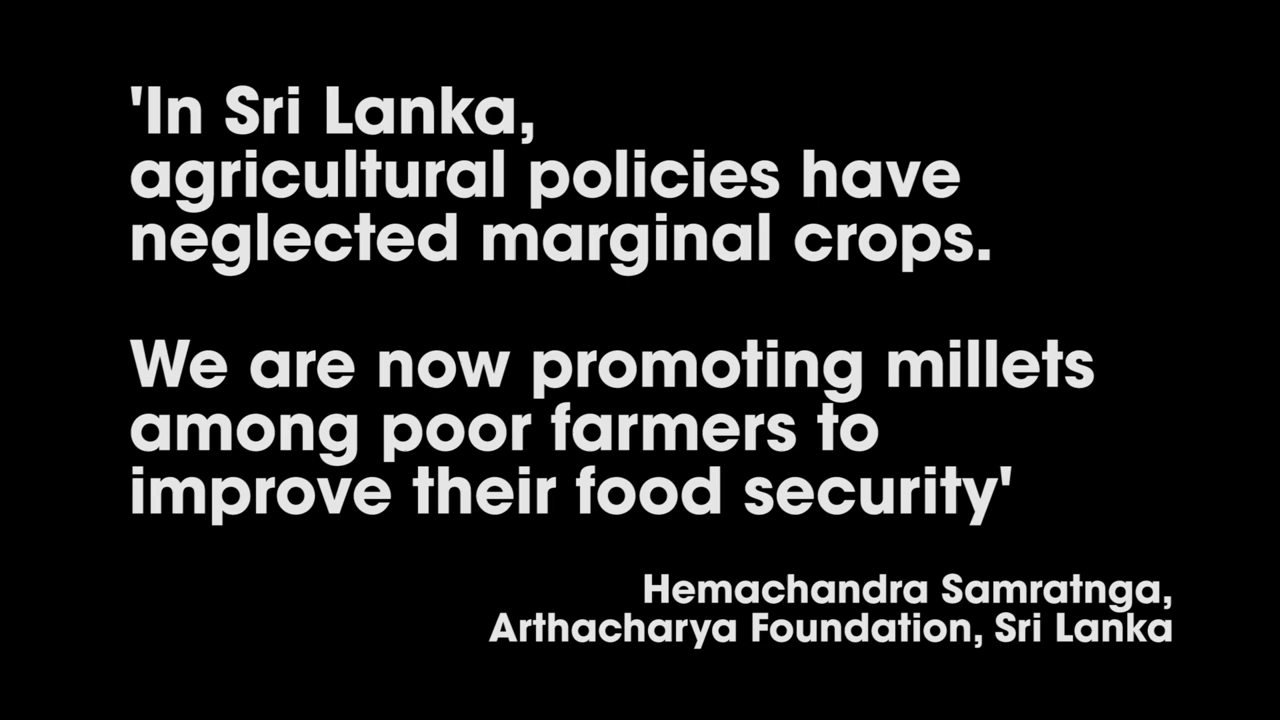 'In Sri Lanka,
agricultural policies have
neglected marginal crops.
We are now promoting millets
among poor farmers to
improve their food security'
Hemachandra Samratnga,
Arthacharya Foundation, Sri Lanka